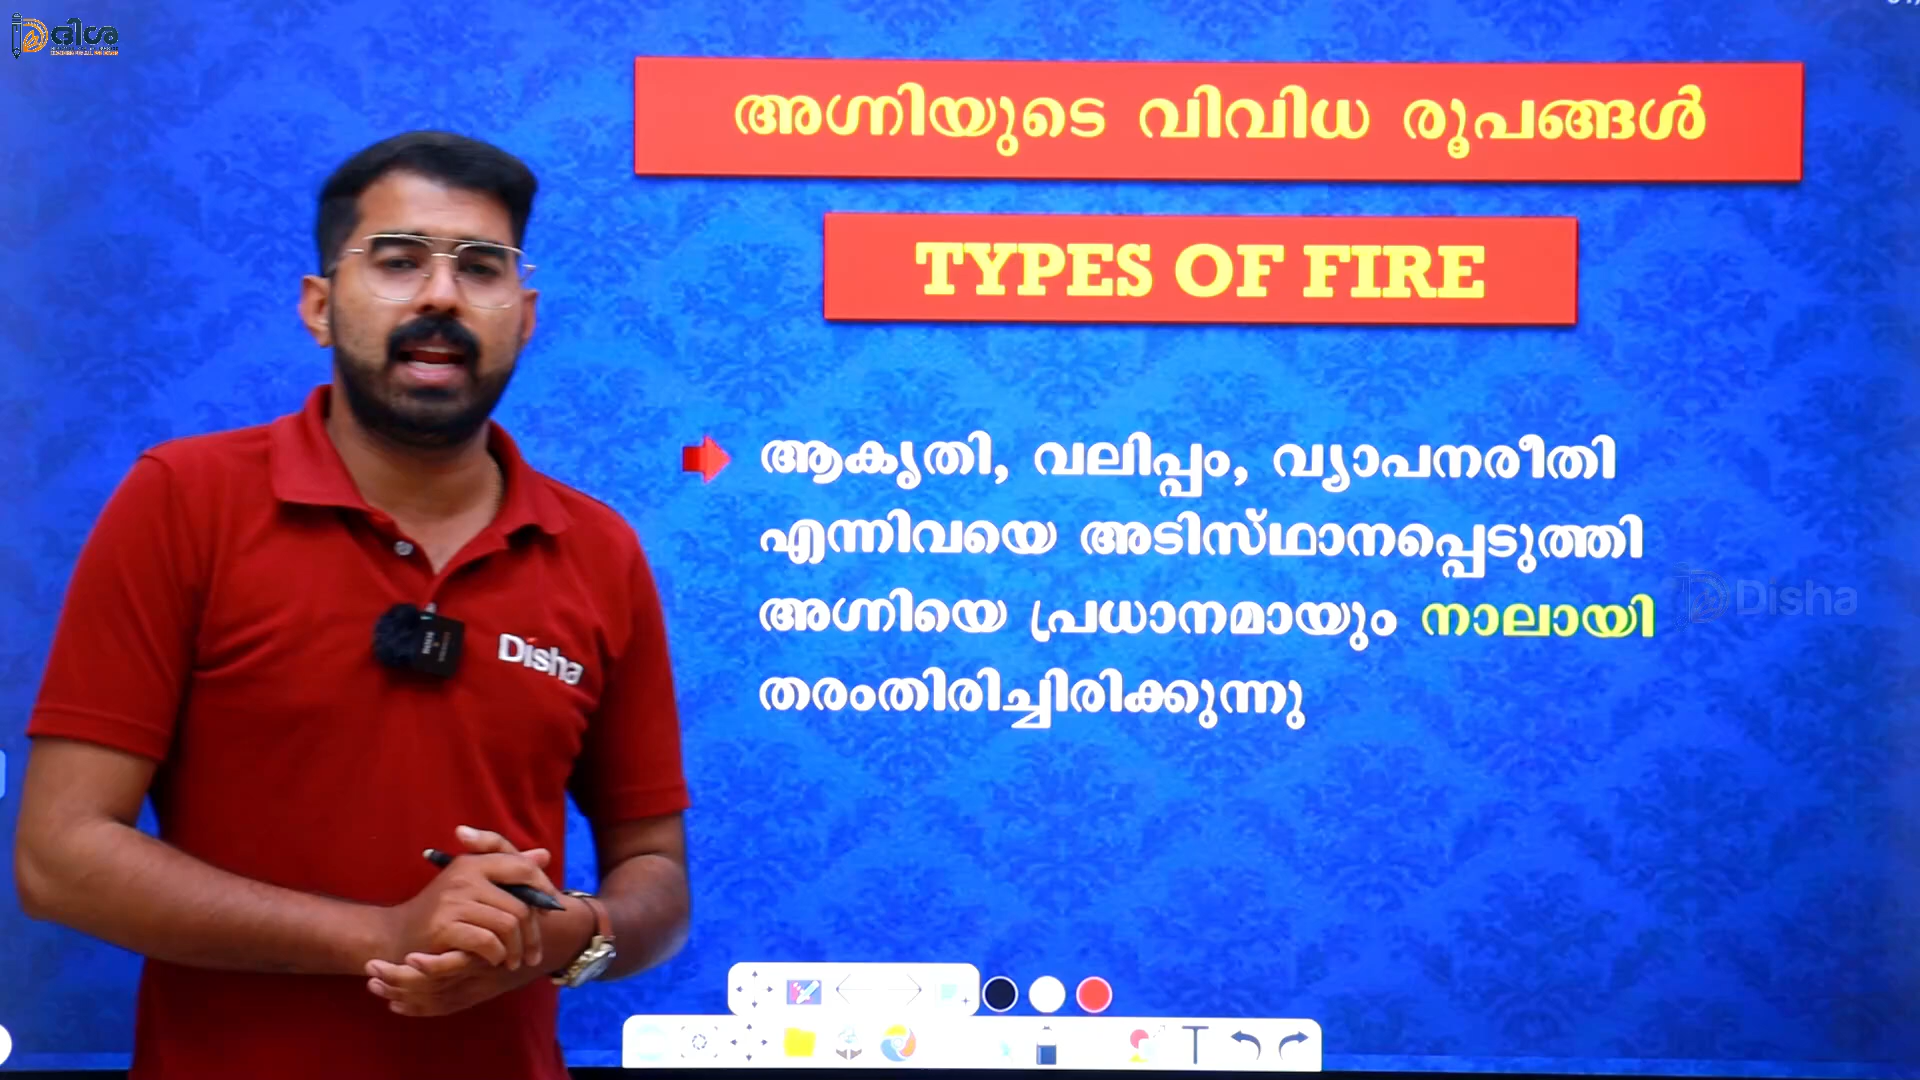 ദിശ
അഗ്നിയുടെ വിവിധ രൂപങ്ങൾ
TYPES OF FIRE
ആകൃതി, വലിപ്പം, വ്യാപനരീതി
എന്നിവയെ അടിസ്ഥാനപ്പെടുത്തി
അഗ്നിയെ പ്രധാനമായും നാലായി
തരംതിരിച്ചിരിക്കുന്നു
Disha
Disha
T